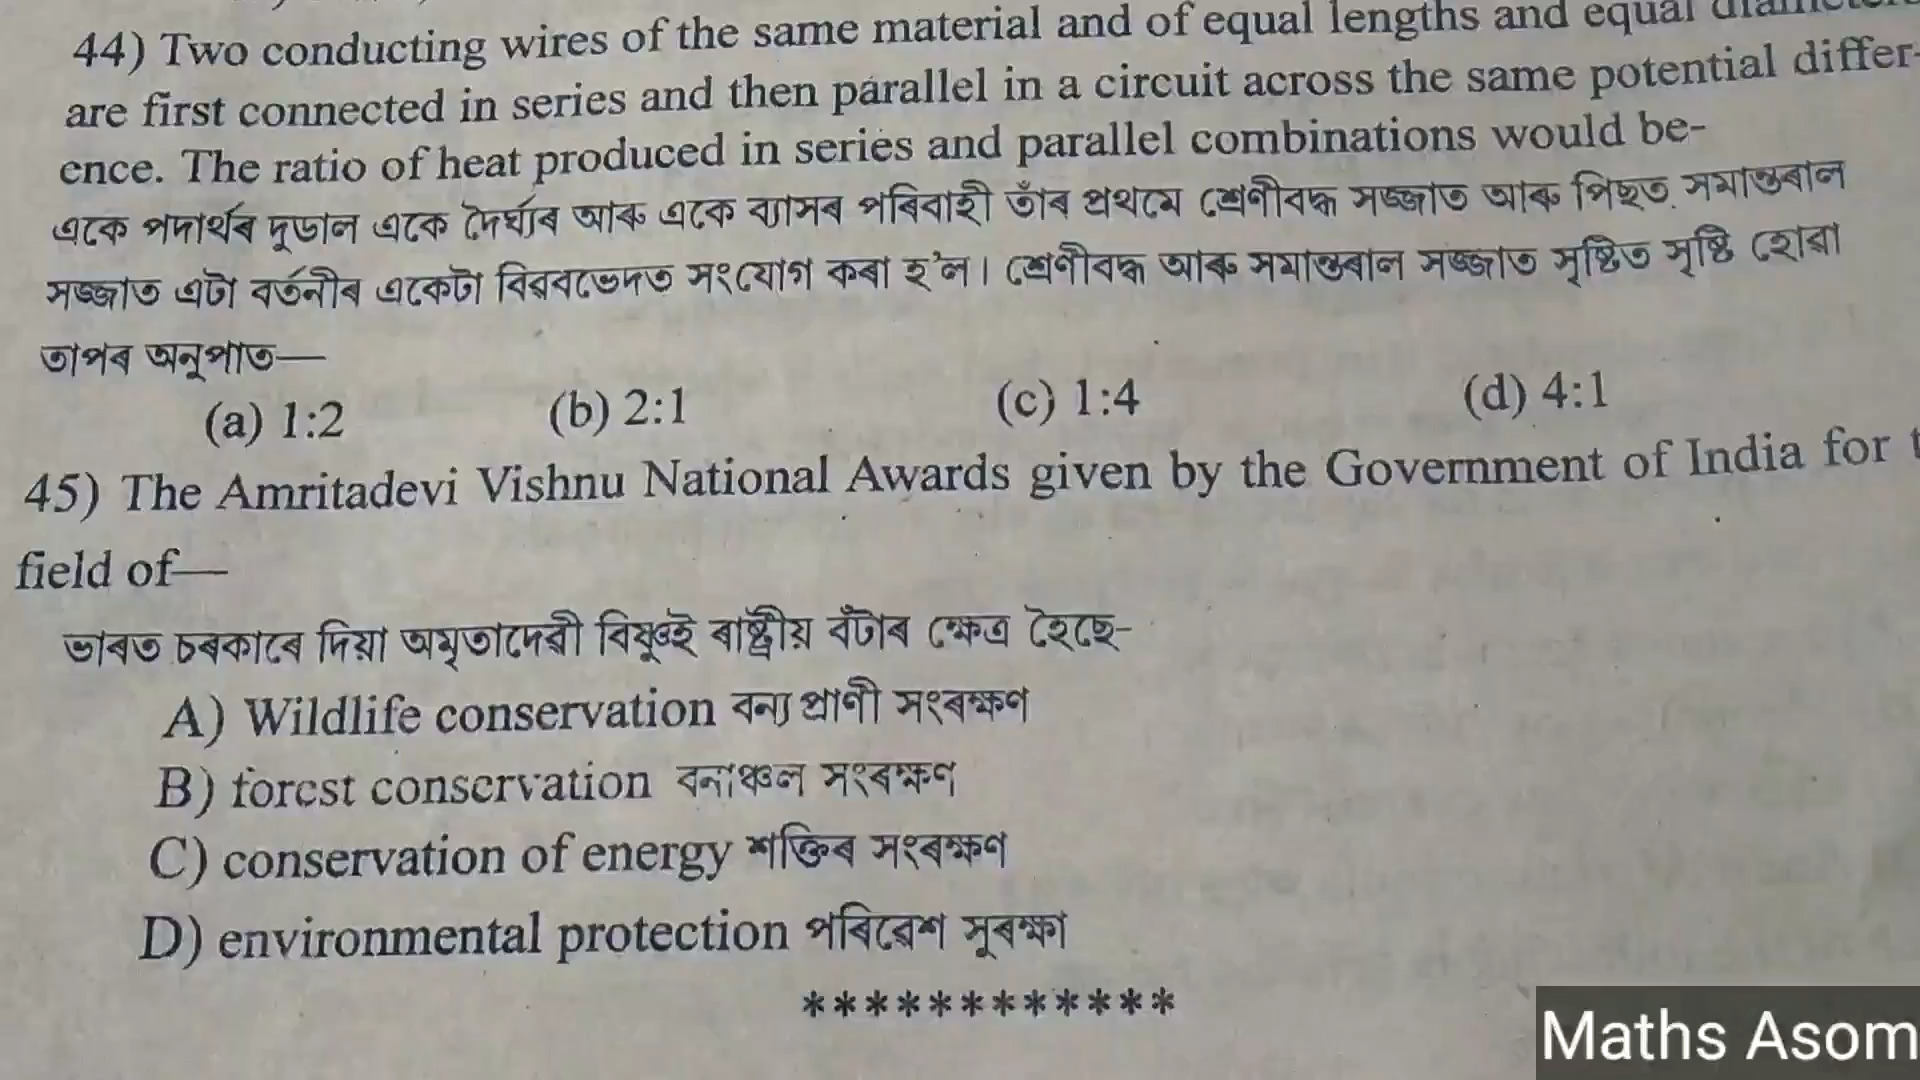 44) Two conducting wires of the same material and of equal lengths and equal diameters
are first connected in series and then parallel in a circuit across the same potential differ-
ence. The ratio of heat produced in series and parallel combinations would be-
একে পদাৰ্থৰ দুডাল একে দৈৰ্ঘ্যৰ আৰু একে ব্যাসৰ পৰিবাহী তাঁৰ প্ৰথমে শ্ৰেণীবদ্ধ সজ্জাত আৰু পিছত সমান্তৰাল
সজ্জাত এটা বৰ্তনীৰ একেটা বিৱৰভেদত সংযোগ কৰা হ'ল। শ্ৰেণীবদ্ধ আৰু সমান্তৰাল সজ্জাত সৃষ্টিত সৃষ্টি হোৱা
তাপৰ অনুপাত—
(a) 1:2 (b) 2:1 (c) 1:4 (d) 4:1
45) The Amritadevi Vishnu National Awards given by the Government of India for
field of—
ভাৰত চৰকাৰে দিয়া অমৃতাদেৱী বিষ্ণুই ৰাষ্ট্ৰীয় বঁটাৰ ক্ষেত্ৰ হৈছে-
A) Wildlife conservation বন্য প্ৰাণী সংৰক্ষণ
B) forest conservation বনাঞ্চল সংৰক্ষণ
C) conservation of energy শক্তিৰ সংৰক্ষণ
D) environmental protection পৰিৱেশ সুৰক্ষা
************
Maths Asom